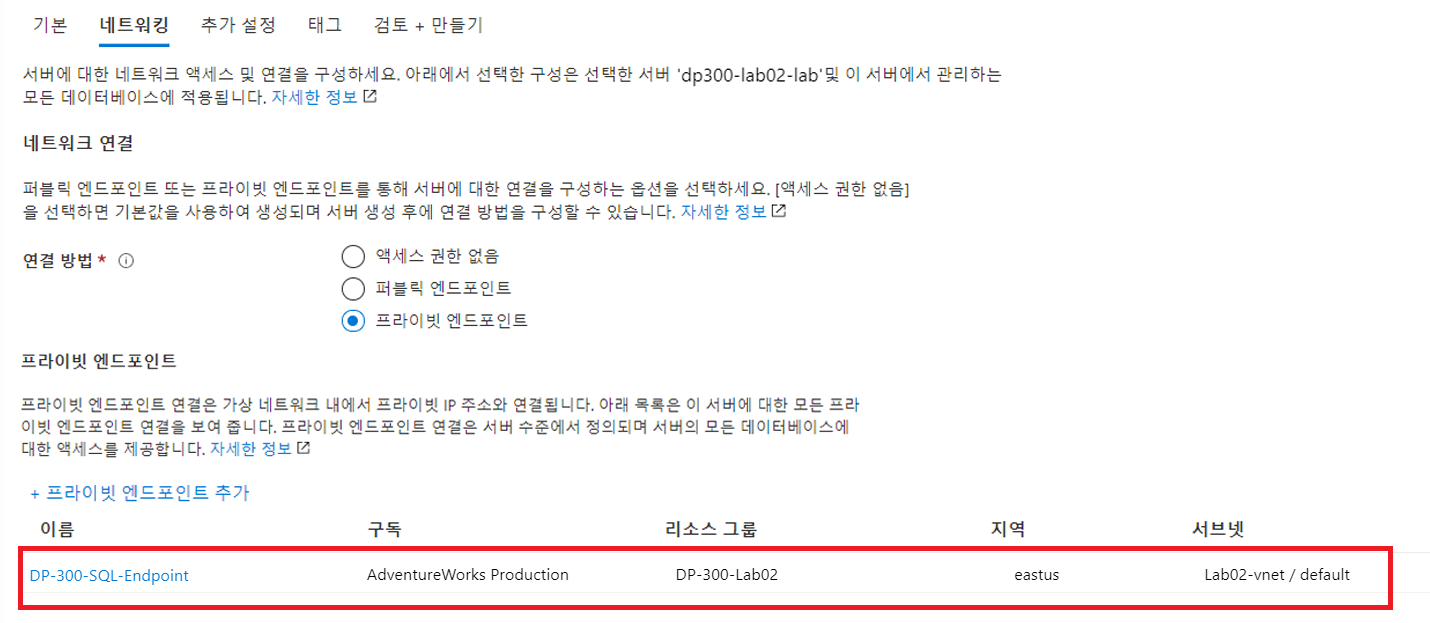 기본 네트워킹 추가 설정 태그 검토 + 만들기
서버에 대한 네트워크 액세스 및 연결을 구성하세요. 아래에서 선택한 구성은 선택한 서버 'dp300-lab02-lab'및 이 서버에서 관리하는
모든 데이터베이스에 적용됩니다. 자세한 정보
네트워크 연결
퍼블릭 엔드포인트 또는 프라이빗 엔드포인트를 통해 서버에 대한 연결을 구성하는 옵션을 선택하세요. [액세스 권한 없음]
을 선택하면 기본값을 사용하여 생성되며 서버 생성 후에 연결 방법을 구성할 수 있습니다. 자세한 정보
연결 방법 *
액세스 권한 없음
퍼블릭 엔드포인트
프라이빗 엔드포인트
프라이빗 엔드포인트
프라이빗 엔드포인트 연결은 가상 네트워크 내에서 프라이빗 IP 주소와 연결됩니다. 아래 목록은 이 서버에 대한 모든 프라
이빗 엔드포인트 연결을 보여 줍니다. 프라이빗 엔드포인트 연결은 서버 수준에서 정의되며 서버의 모든 데이터베이스에
대한 액세스를 제공합니다. 자세한 정보
+ 프라이빗 엔드포인트 추가
이름 구독 리소스 그룹 지역 서브넷
DP-300-SQL-Endpoint AdventureWorks Production DP-300-Lab02 eastus Lab02-vnet / default